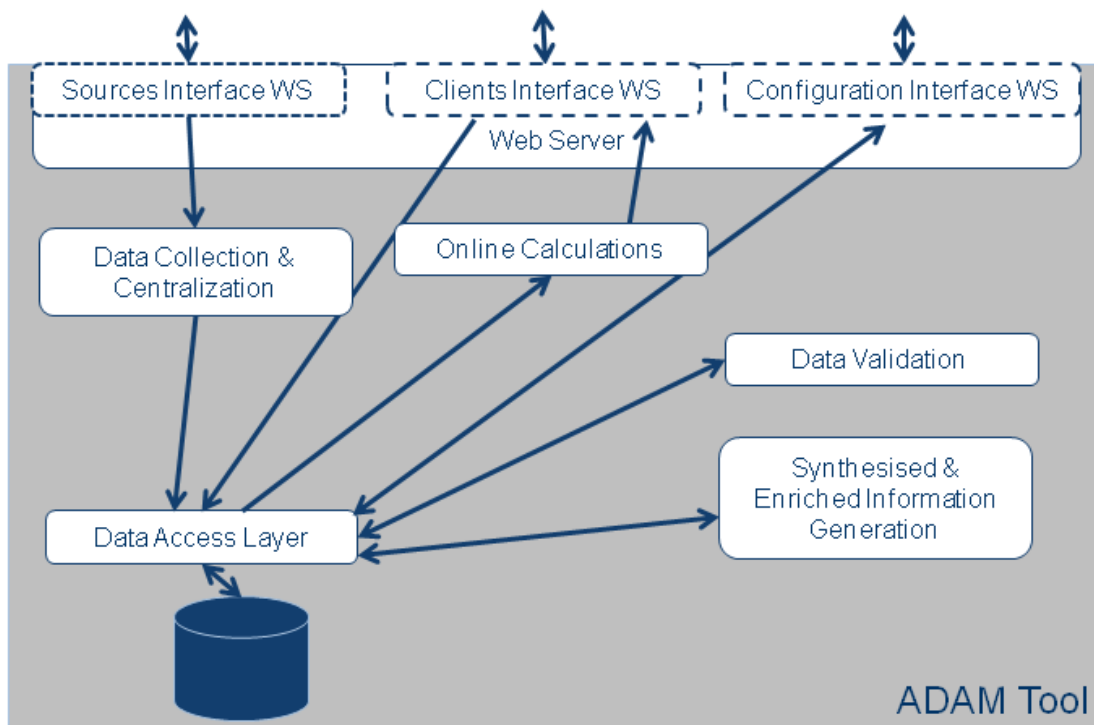 Sources Interface WS
Clients Interface WS
Configuration Interface WS
Web Server
Data Collection &
Centralization
Online Calculations
Data Validation
Synthesised &
Enriched Information
Generation
Data Access Layer
ADAM Tool